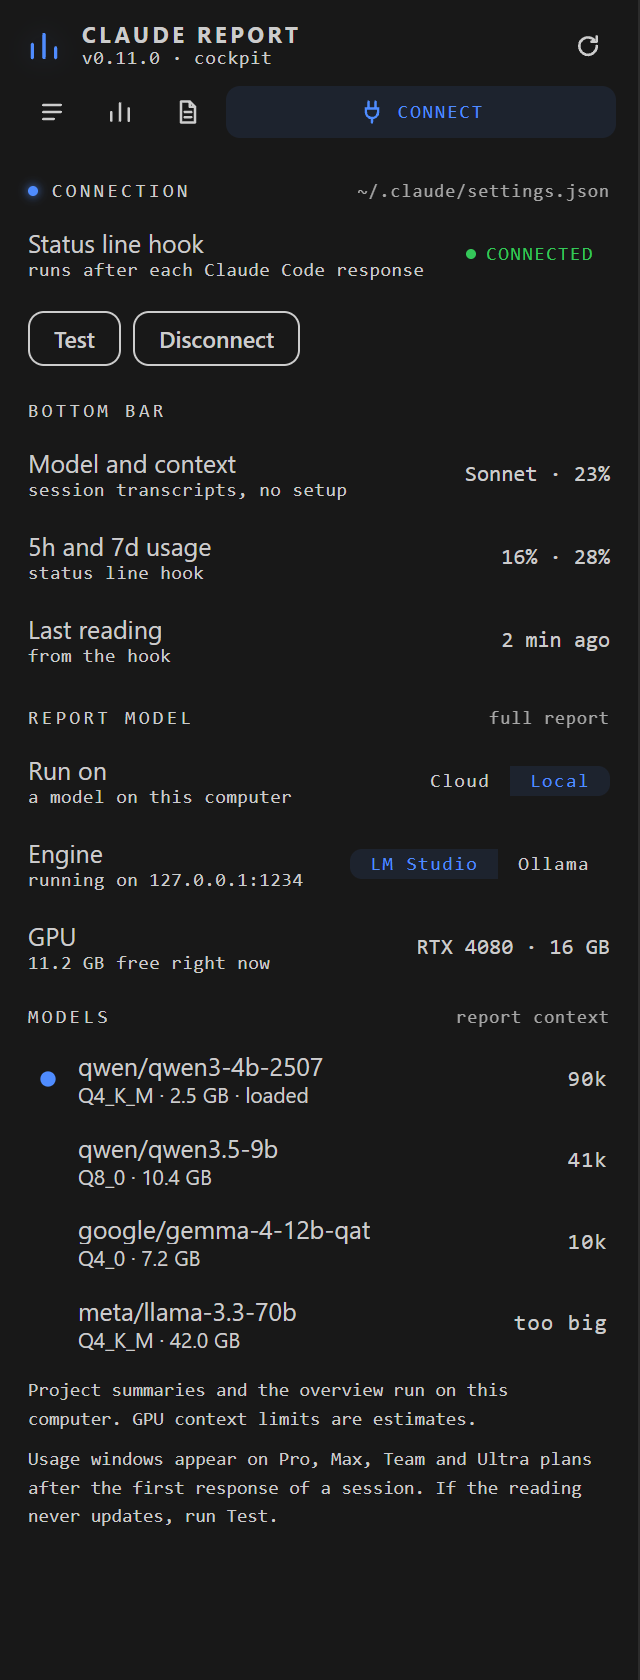 CLAUDE REPORT
v0.11.0 · cockpit
CONNECT
CONNECTION
~/.claude/settings.json
Status line hook
runs after each Claude Code response
CONNECTED
Test
Disconnect
BOTTOM BAR
Model and context
session transcripts, no setup
Sonnet · 23%
5h and 7d usage
status line hook
16% · 28%
Last reading
from the hook
2 min ago
REPORT MODEL
full report
Run on
a model on this computer
Cloud
Local
Engine
running on 127.0.0.1:1234
LM Studio
Ollama
GPU
11.2 GB free right now
RTX 4080 · 16 GB
MODELS
report context
qwen/qwen3-4b-2507
Q4_K_M · 2.5 GB · loaded
90k
qwen/qwen3.5-9b
Q8_0 · 10.4 GB
41k
google/gemma-4-12b-qat
Q4_0 · 7.2 GB
10k
meta/llama-3.3-70b
Q4_K_M · 42.0 GB
too big
Project summaries and the overview run on this
computer. GPU context limits are estimates.
Usage windows appear on Pro, Max, Team and Ultra plans
after the first response of a session. If the reading
never updates, run Test.